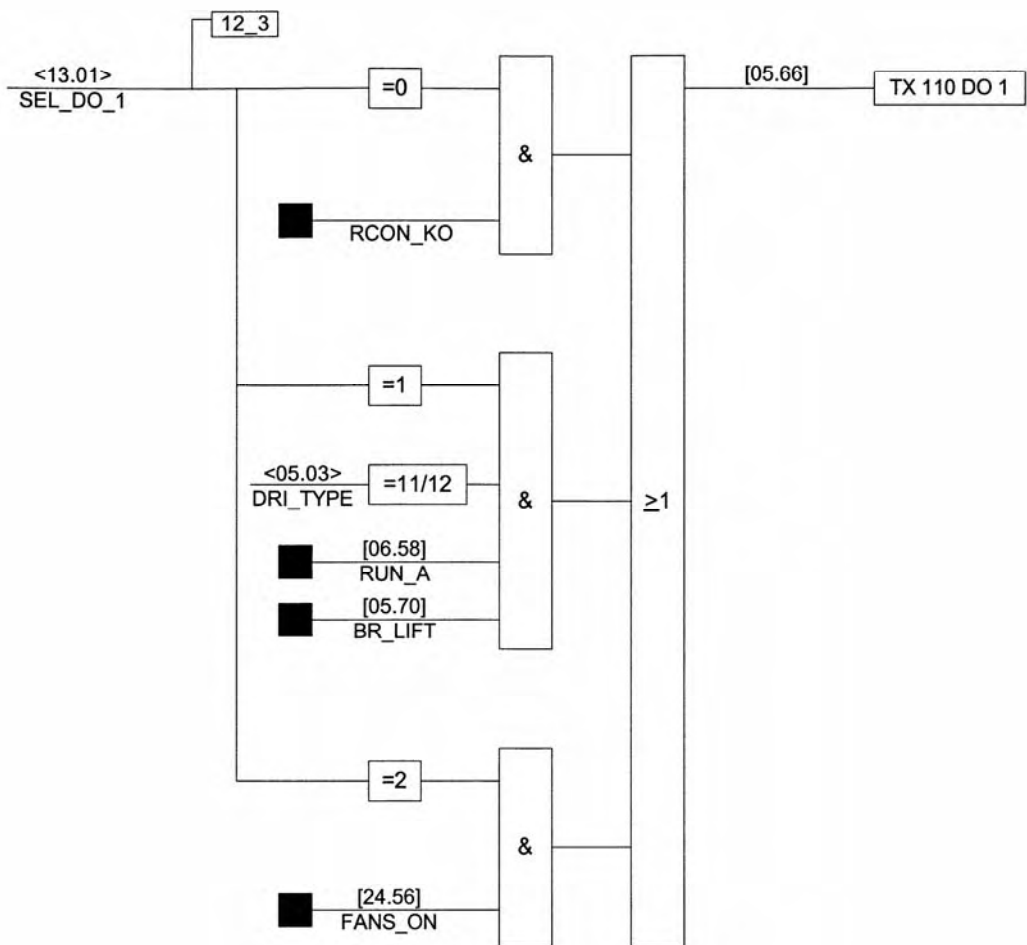 12_3
<13.01>
SEL_DO_1
=0
&
RCON_KO
[05.66]
TX 110 DO 1
=1
<05.03>
DRI_TYPE
=11/12
&
≥1
[06.58]
RUN_A
[05.70]
BR_LIFT
=2
&
[24.56]
FANS_ON